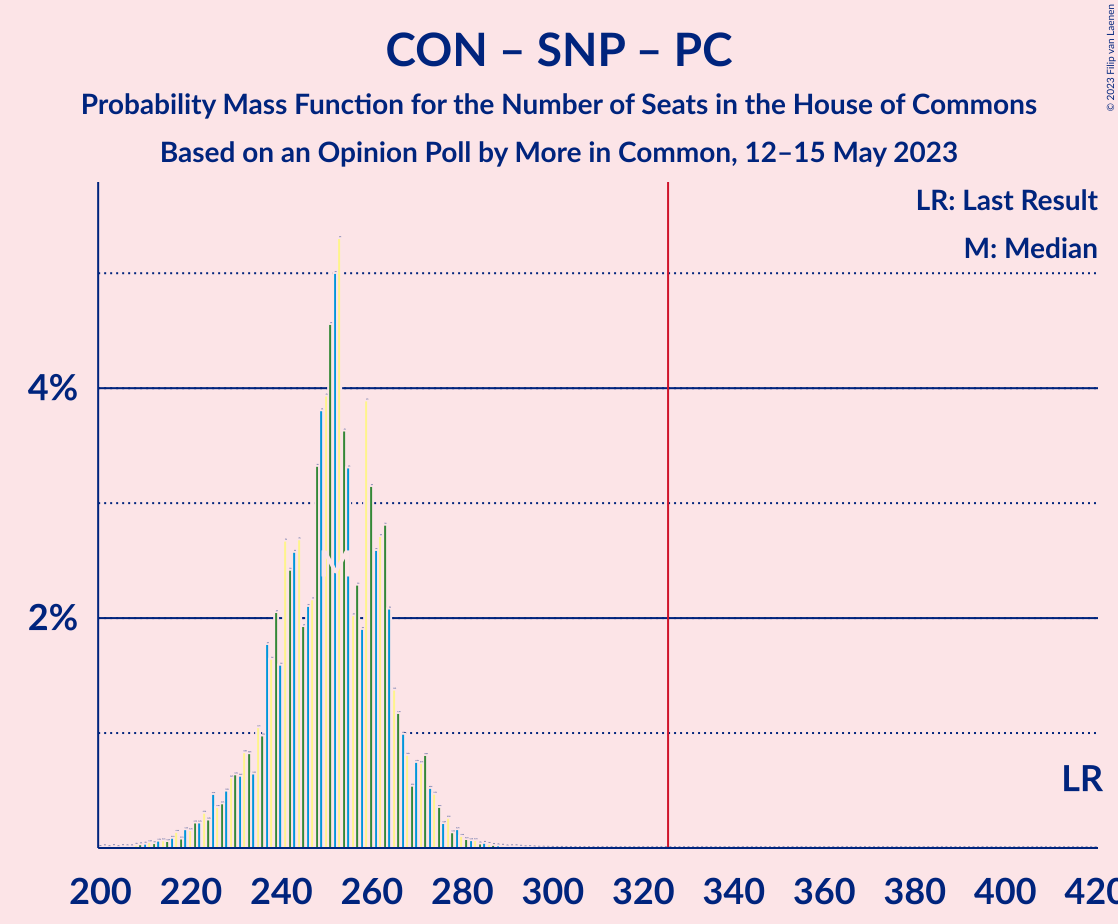 CON – SNP – PC
Probability Mass Function for the Number of Seats in the House of Commons
Based on an Opinion Poll by More in Common, 12–15 May 2023
© 2023 Filip van Laenen
LR: Last Result
M: Median
4%
2%
M
LR
200 220 240 260 280 300 320 340 360 380 400 420